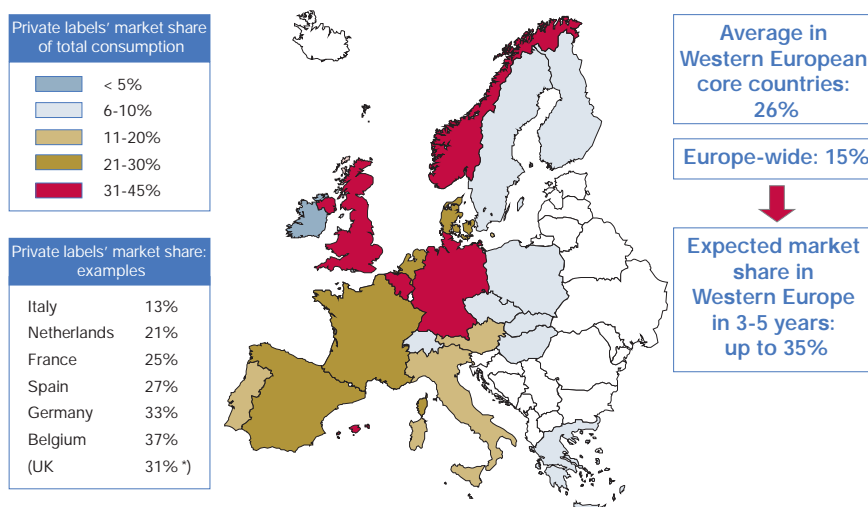 Private labels' market share
of total consumption
< 5%
6-10%
11-20%
21-30%
31-45%
Private labels' market share:
examples
Italy 13%
Netherlands 21%
France 25%
Spain 27%
Germany 33%
Belgium 37%
(UK 31% *)
Average in
Western European
core countries:
26%
Europe-wide: 15%
Expected market
share in
Western Europe
in 3-5 years:
up to 35%